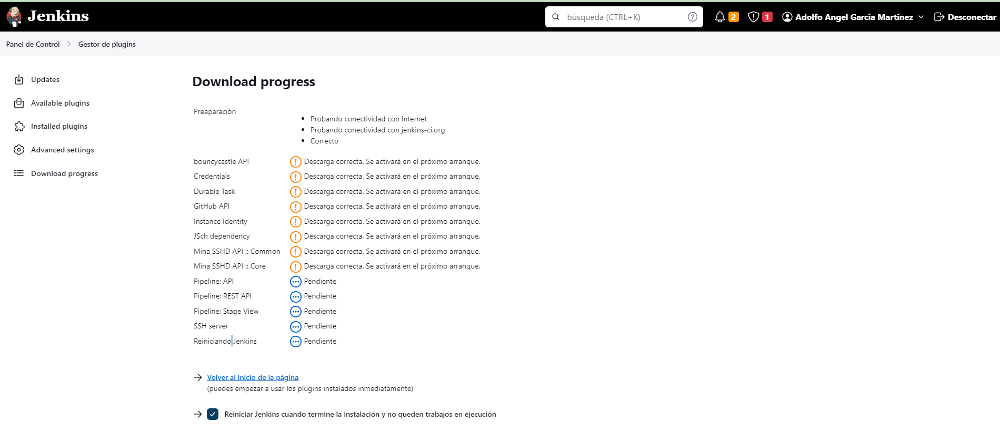 Jenkins
búsqueda (CTRL+K)
2
1
Adolfo Angel Garcia Martinez
Desconectar
Panel de Control
Gestor de plugins
Updates
Available plugins
Installed plugins
Advanced settings
Download progress
Download progress
Preaparación
Probando conectividad con Internet
Probando conectividad con jenkins-ci.org
Correcto
bouncycastle API Descarga correcta. Se activará en el próximo arranque.
Credentials Descarga correcta. Se activará en el próximo arranque.
Durable Task Descarga correcta. Se activará en el próximo arranque.
GitHub API Descarga correcta. Se activará en el próximo arranque.
Instance Identity Descarga correcta. Se activará en el próximo arranque.
JSch dependency Descarga correcta. Se activará en el próximo arranque.
Mina SSHD API :: Common Descarga correcta. Se activará en el próximo arranque.
Mina SSHD API :: Core Descarga correcta. Se activará en el próximo arranque.
Pipeline: API Pendiente
Pipeline: REST API Pendiente
Pipeline: Stage View Pendiente
SSH server Pendiente
Reiniciando Jenkins Pendiente
Volver al inicio de la página
(puedes empezar a usar los plugins instalados inmediatamente)
Reiniciar Jenkins cuando termine la instalación y no queden trabajos en ejecución